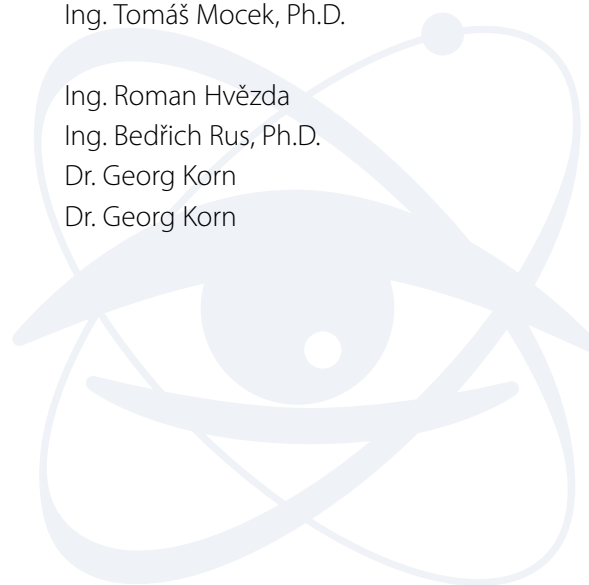 Ing. Tomáš Mocek, Ph.D.
Ing. Roman Hvězda
Ing. Bedřich Rus, Ph.D.
Dr. Georg Korn
Dr. Georg Korn